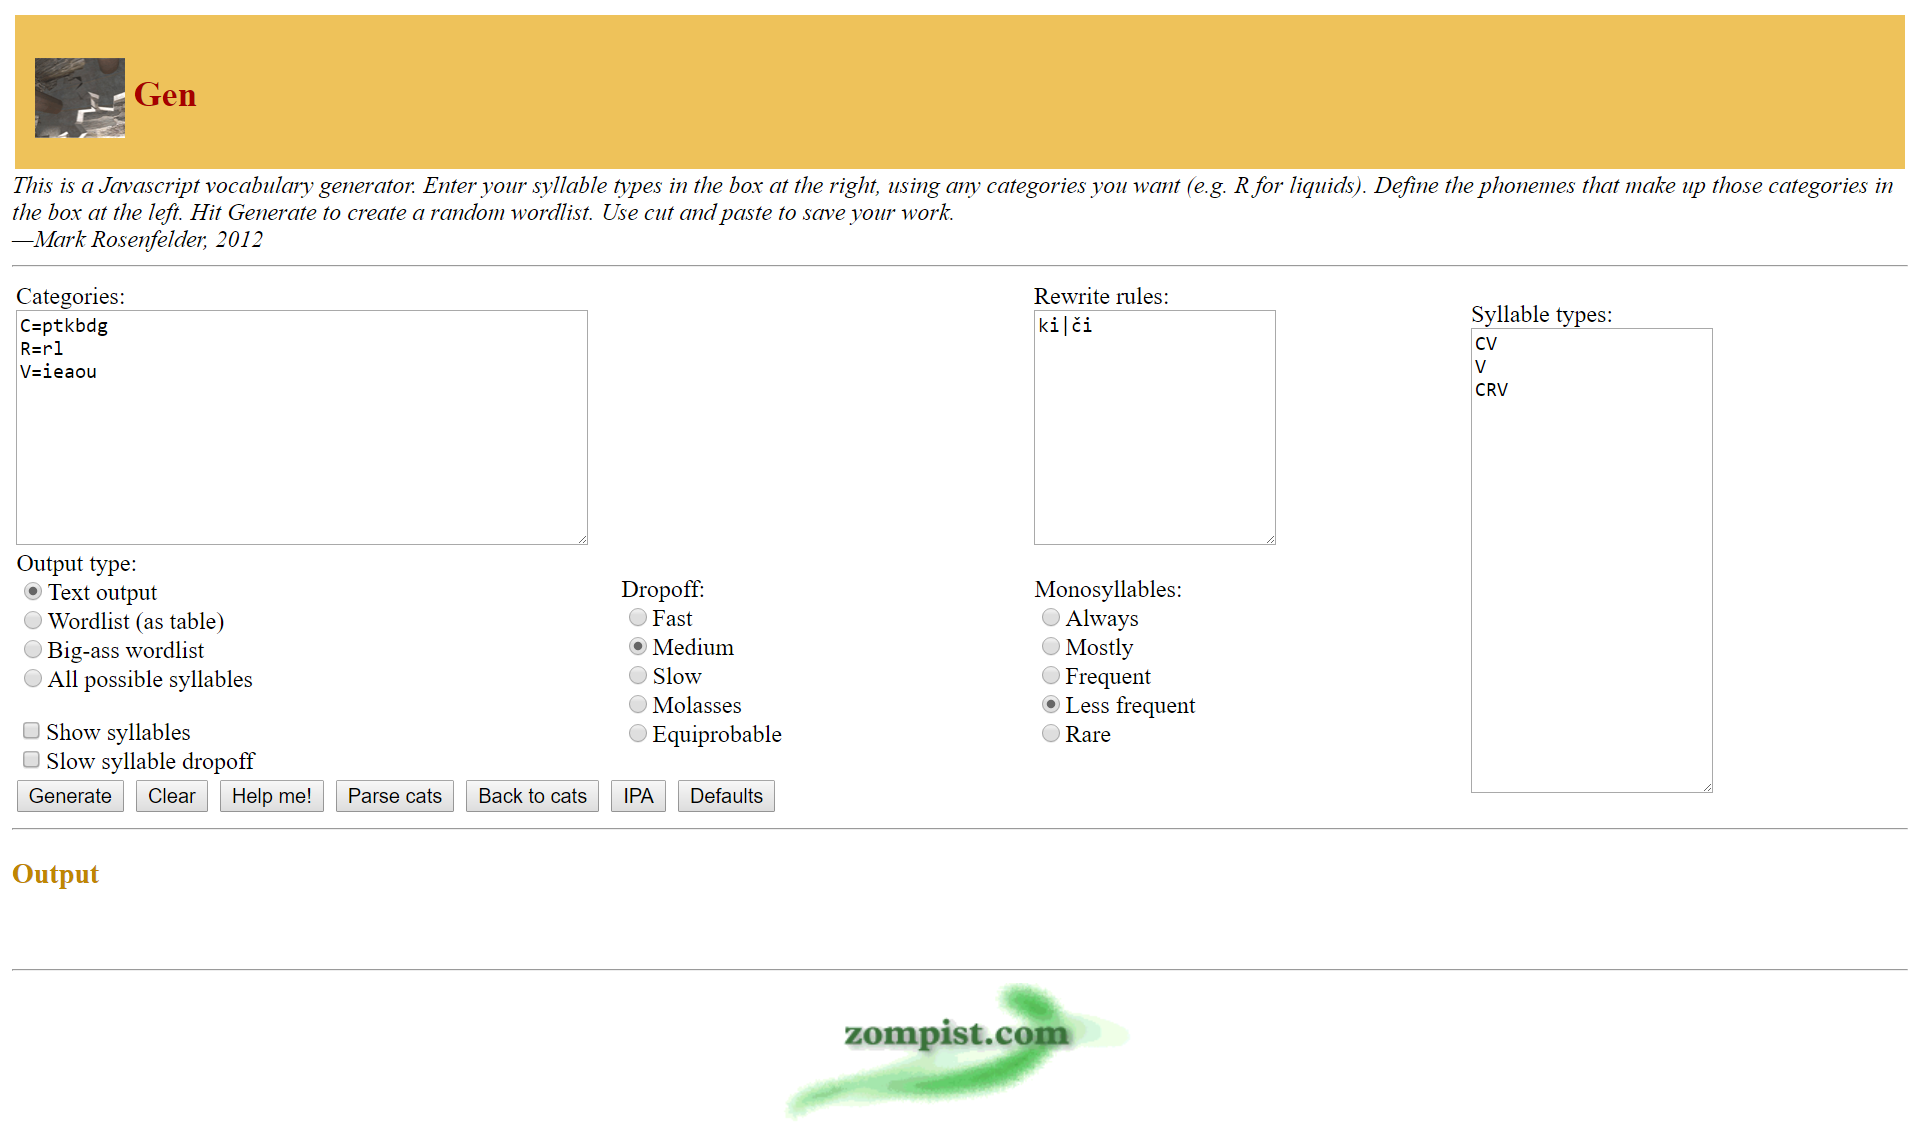 Gen
This is a Javascript vocabulary generator. Enter your syllable types in the box at the right, using any categories you want (e.g. R for liquids). Define the phonemes that make up those categories in
the box at the left. Hit Generate to create a random wordlist. Use cut and paste to save your work.
—Mark Rosenfelder, 2012
Categories:
C=ptkbdg
R=rl
V=ieaou
Rewrite rules:
ki|či
Syllable types:
CV
V
CRV
Output type:
Text output
Wordlist (as table)
Big-ass wordlist
All possible syllables
Show syllables
Slow syllable dropoff
Dropoff:
Fast
Medium
Slow
Molasses
Equiprobable
Monosyllables:
Always
Mostly
Frequent
Less frequent
Rare
Generate Clear Help me! Parse cats Back to cats IPA Defaults
Output
zompist.com